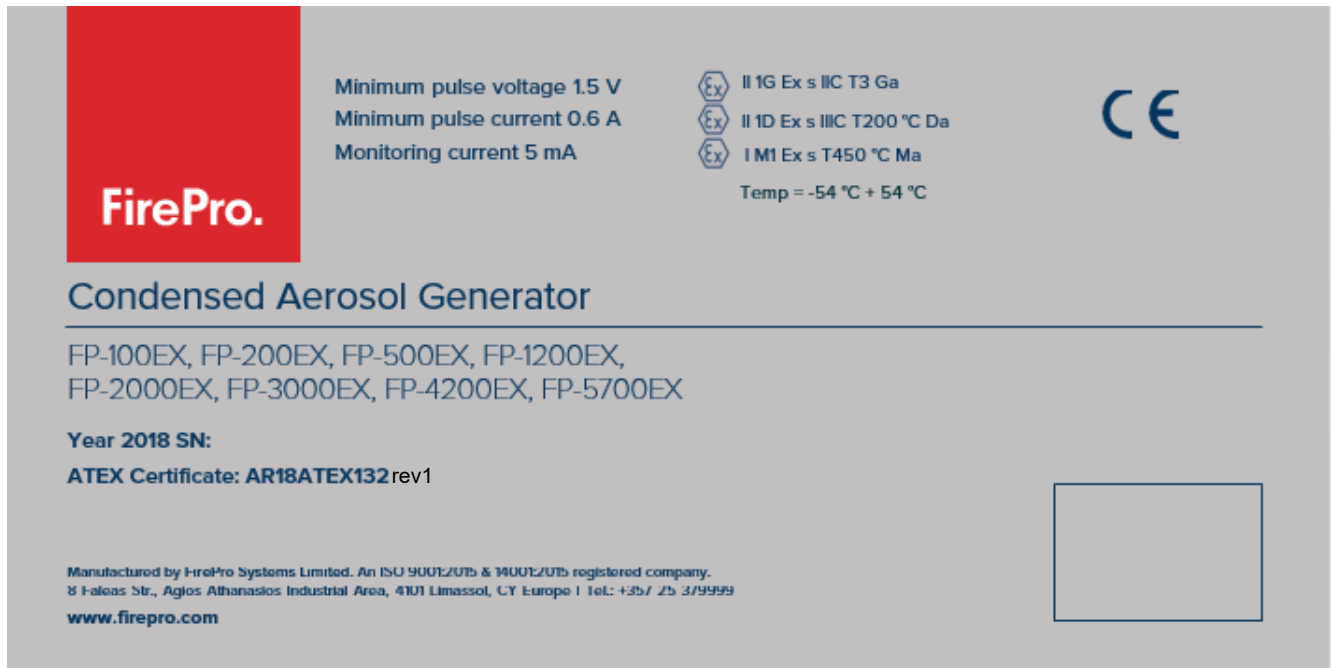 FirePro.
Minimum pulse voltage 1.5 V
Minimum pulse current 0.6 A
Monitoring current 5 mA
Ex II 1G Ex s IIC T3 Ga
Ex II 1D Ex s IIIC T200 °C Da
Ex I M1 Ex s T450 °C Ma
Temp = -54 °C + 54 °C
CE
Condensed Aerosol Generator
FP-100EX, FP-200EX, FP-500EX, FP-1200EX,
FP-2000EX, FP-3000EX, FP-4200EX, FP-5700EX
Year 2018 SN:
ATEX Certificate: AR18ATEX132 rev1
Manufactured by FirePro Systems Limited. An ISO 9001:2015 & 14001:2015 registered company.
8 Faleas Str., Agios Athanasios Industrial Area, 4101 Limassol, CY Europe | Tel.: +357 25 379999
www.firepro.com